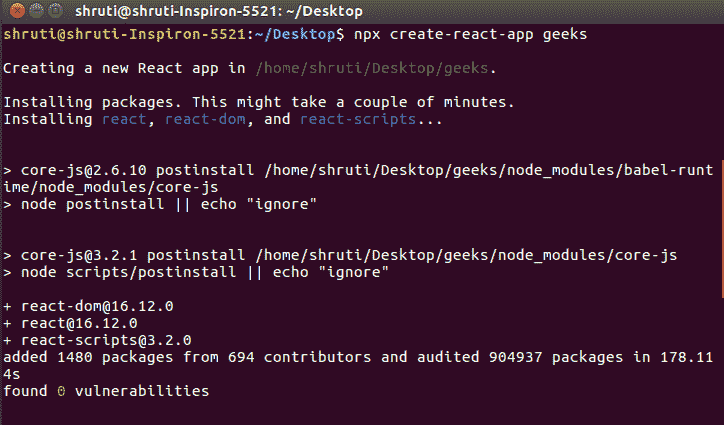 shruti@shruti-Inspiron-5521: ~/Desktop
shruti@shruti-Inspiron-5521:~/Desktop$ npx create-react-app geeks
Creating a new React app in /home/shruti/Desktop/geeks.
Installing packages. This might take a couple of minutes.
Installing react, react-dom, and react-scripts...
> core-js@2.6.10 postinstall /home/shruti/Desktop/geeks/node_modules/babel-runt
ime/node_modules/core-js
> node postinstall || echo "ignore"
> core-js@3.2.1 postinstall /home/shruti/Desktop/geeks/node_modules/core-js
> node scripts/postinstall || echo "ignore"
+ react-dom@16.12.0
+ react@16.12.0
+ react-scripts@3.2.0
added 1480 packages from 694 contributors and audited 904937 packages in 178.11
4s
found 0 vulnerabilities